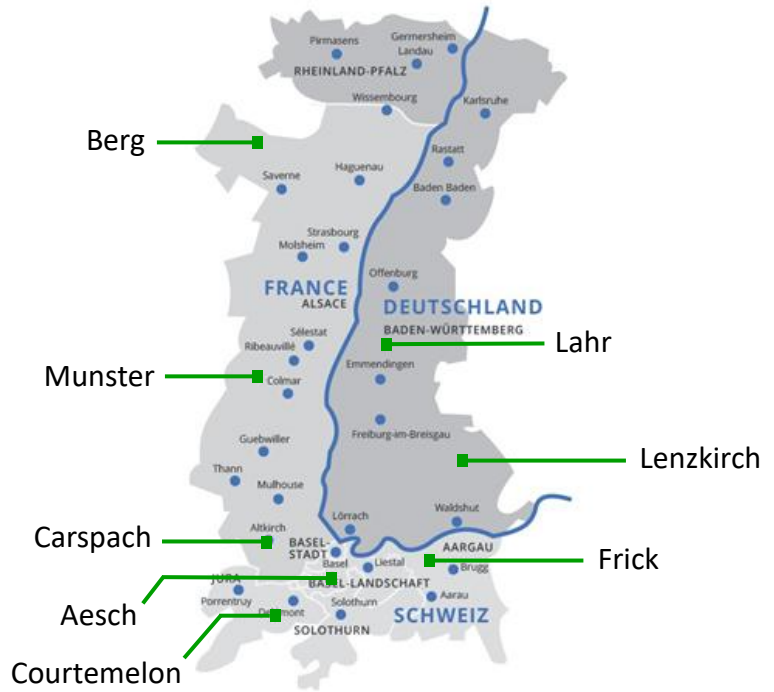 Pirmasens
Germersheim
Landau
RHEINLAND-PFALZ
Wissembourg
Karlsruhe
Berg
Rastatt
Haguenau
Saverne
Baden Baden
Strasbourg
Molsheim
Offenburg
FRANCE
ALSACE
DEUTSCHLAND
BADEN-WÜRTTEMBERG
Sélestat
Ribeauvillé
Lahr
Emmendingen
Munster
Colmar
Freiburg-im-Breisgau
Guebwiller
Lenzkirch
Thann
Mulhouse
Waldshut
Lörrach
Altkirch
Carspach
BASEL-
STADT
AARGAU
Basel
Liestal
Frick
Brugg
JURA
BASEL-LANDSCHAFT
Aarau
Porrentruy
Delémont
Solothurn
Aesch
SCHWEIZ
SOLOTHURN
Courtemelon